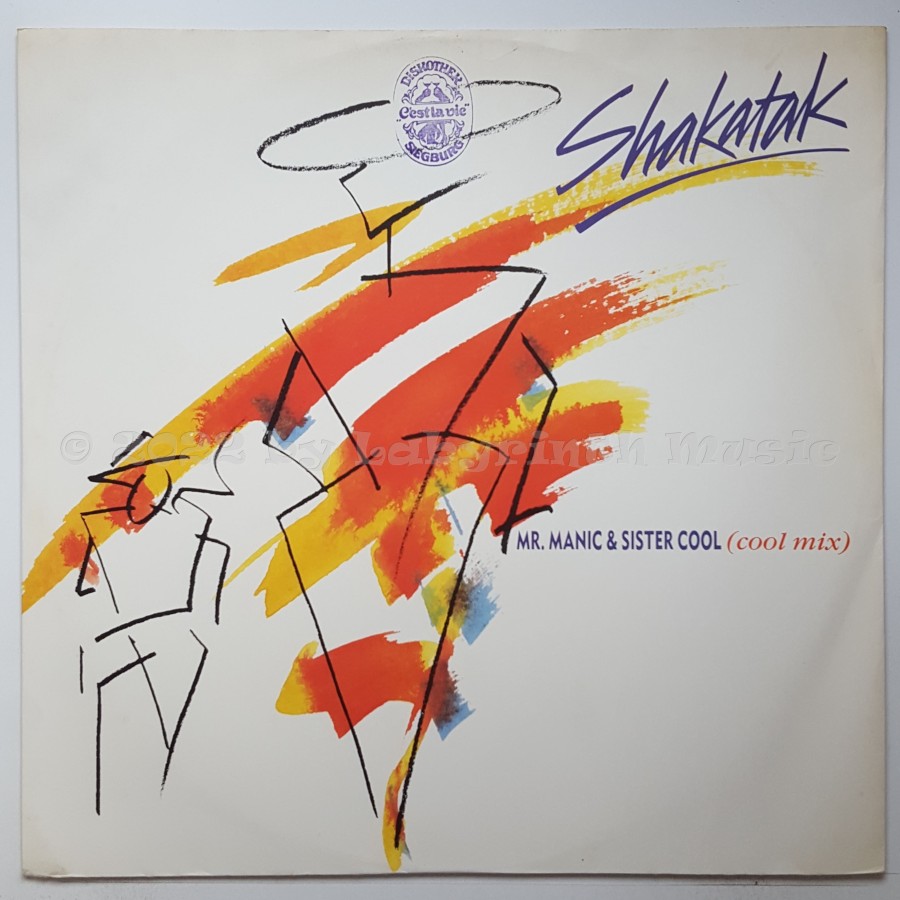 DISKOTHEK
"C'est la vie"
SIEGBURG
Shakatak
© 2022 by Labyrinth Music
MR. MANIC & SISTER COOL (cool mix)